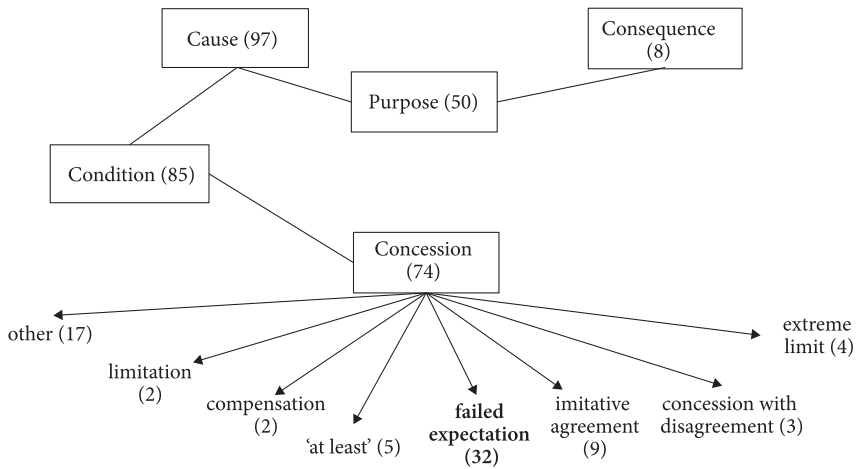 Cause (97)
Consequence
(8)
Purpose (50)
Condition (85)
Concession
(74)
other (17)
limitation
(2)
compensation
(2)
‘at least’ (5)
failed
expectation
(32)
imitative
agreement
(9)
concession with
disagreement (3)
extreme
limit (4)